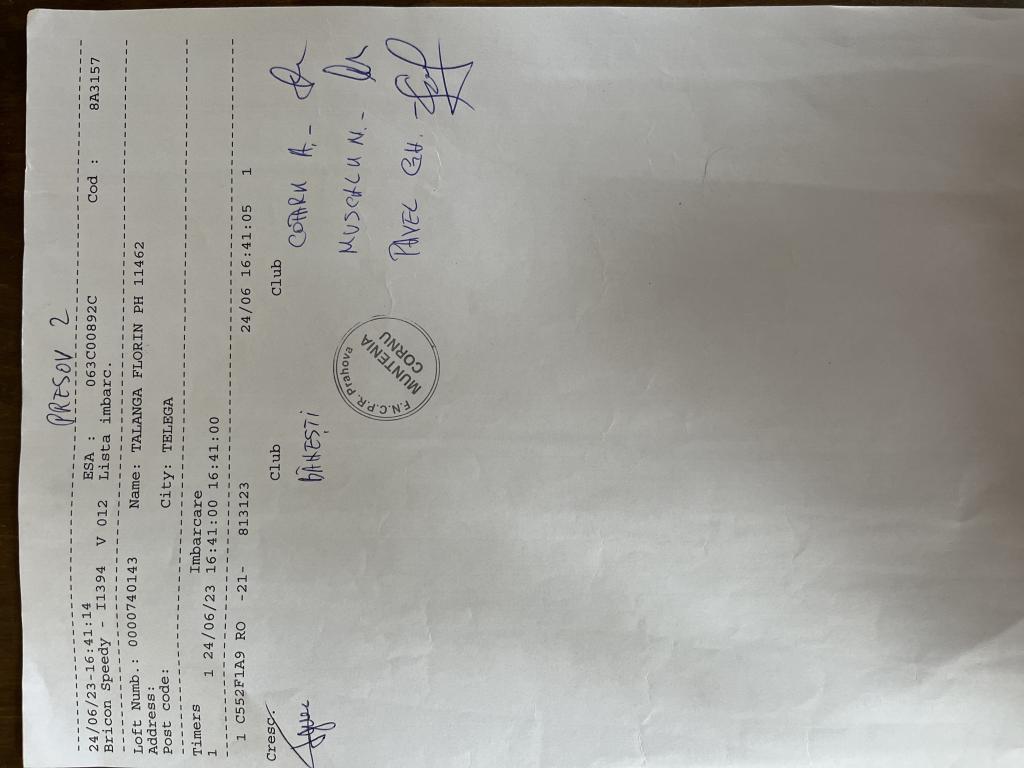 PRESOV 2
--------------------------------------------------------------------------------
24/06/23-16:41:14 ESA : 063C00892C Cod : 8A3157
Bricon Speedy - II394 V 012 Lista imbarc.
--------------------------------------------------------------------------------
Loft Numb.: 0000740143 Name: TALANGA FLORIN PH 11462
Address:
Post code: City: TELEGA
--------------------------------------------------------------------------------
Timers Imbarcare
1 1 24/06/23 16:41:00 16:41:00
--------------------------------------------------------------------------------
1 C552F1A9 RO -21- 813123 24/06 16:41:05 1
Cresc. Club Club
BĂNEȘTI
COTARU A. -
MUSCALU N. -
PAVEL GH.
F.N.C.P.R. Prahova
MUNTENIA
CORNU